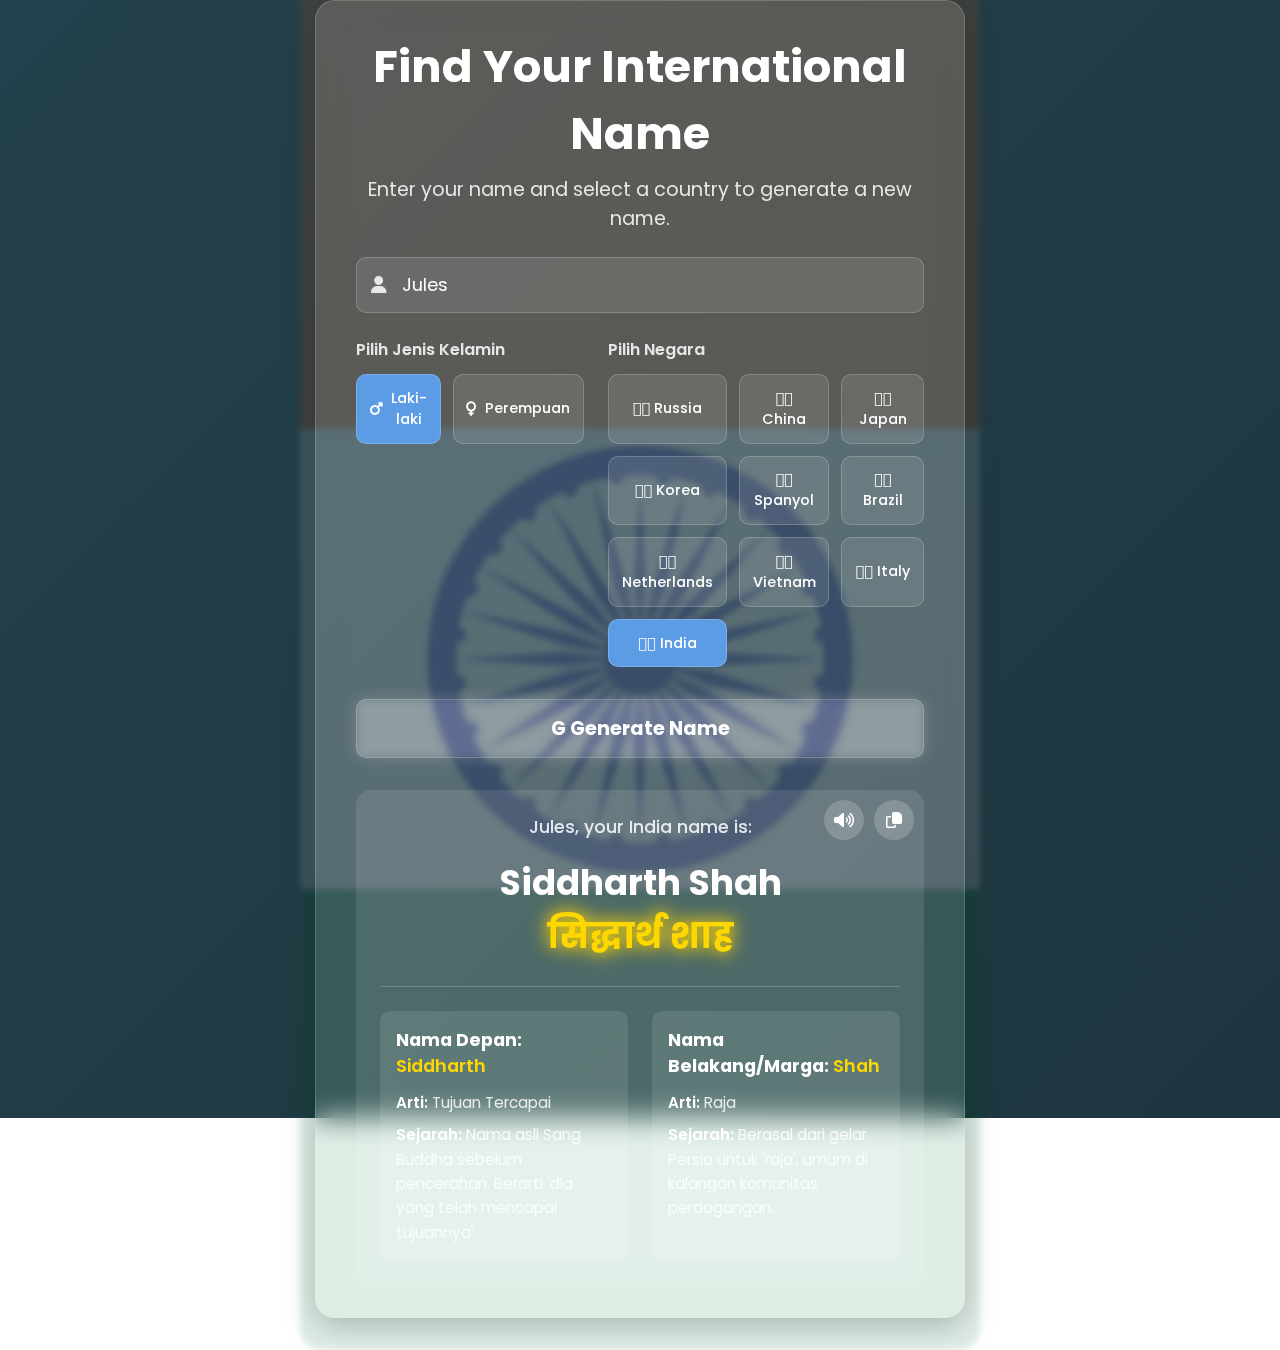 Find Your International
Name
Enter your name and select a country to generate a new
name.
Jules
Pilih Jenis Kelamin
Pilih Negara
Laki-
laki
Perempuan
Russia
China
Japan
Korea
Spanyol
Brazil
Netherlands
Vietnam
Italy
India
G Generate Name
Jules, your India name is:
Siddharth Shah
सिद्धार्थ शाह
Nama Depan:
Siddharth
Arti: Tujuan Tercapai
Sejarah: Nama asli Sang
Buddha sebelum
pencerahan. Berarti 'dia
yang telah mencapai
tujuannya'.
Nama
Belakang/Marga: Shah
Arti: Raja
Sejarah: Berasal dari gelar
Persia untuk 'raja', umum di
kalangan komunitas
perdagangan.